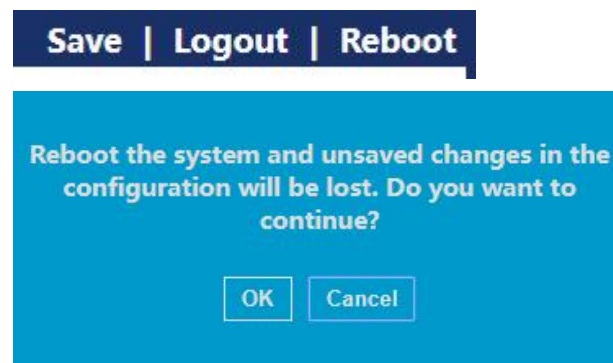 Save | Logout | Reboot
Reboot the system and unsaved changes in the
configuration will be lost. Do you want to
continue?
OK Cancel